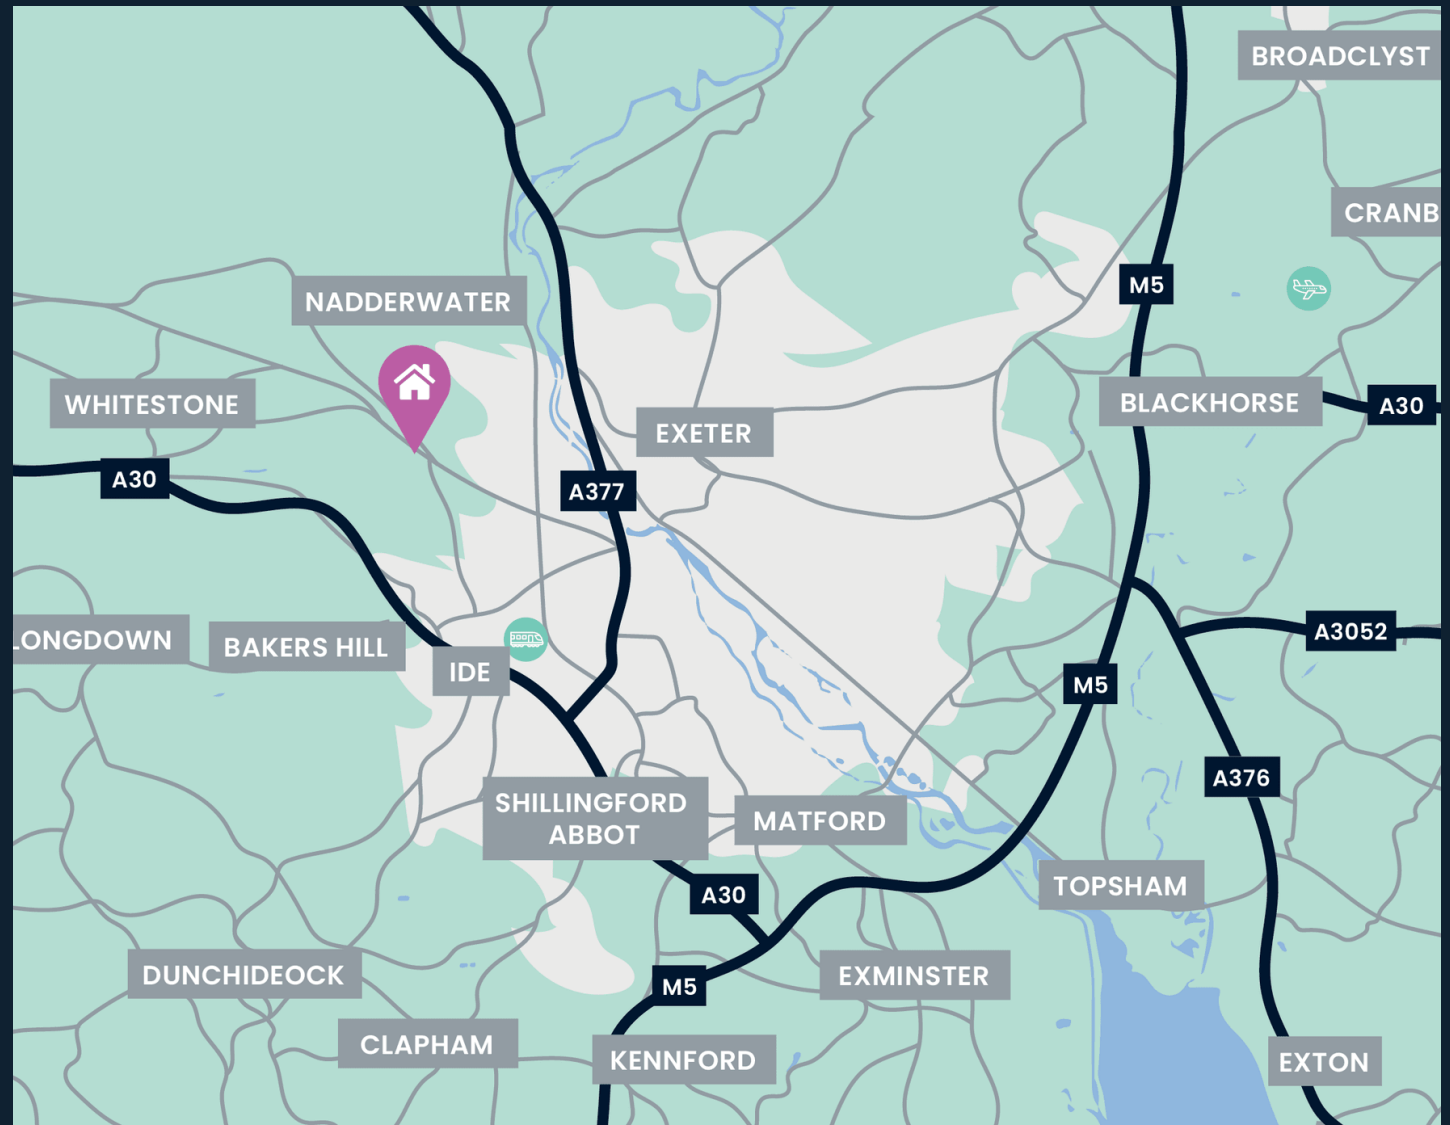 BROADCLYST
CRANB
M5
NADDERWATER
WHITESTONE
BLACKHORSE
A30
EXETER
A30
A377
LONGDOWN
BAKERS HILL
A3052
IDE
M5
A376
SHILLINGFORD
ABBOT
MATFORD
TOPSHAM
A30
DUNCHIDEOCK
EXMINSTER
M5
CLAPHAM
KENNFORD
EXTON